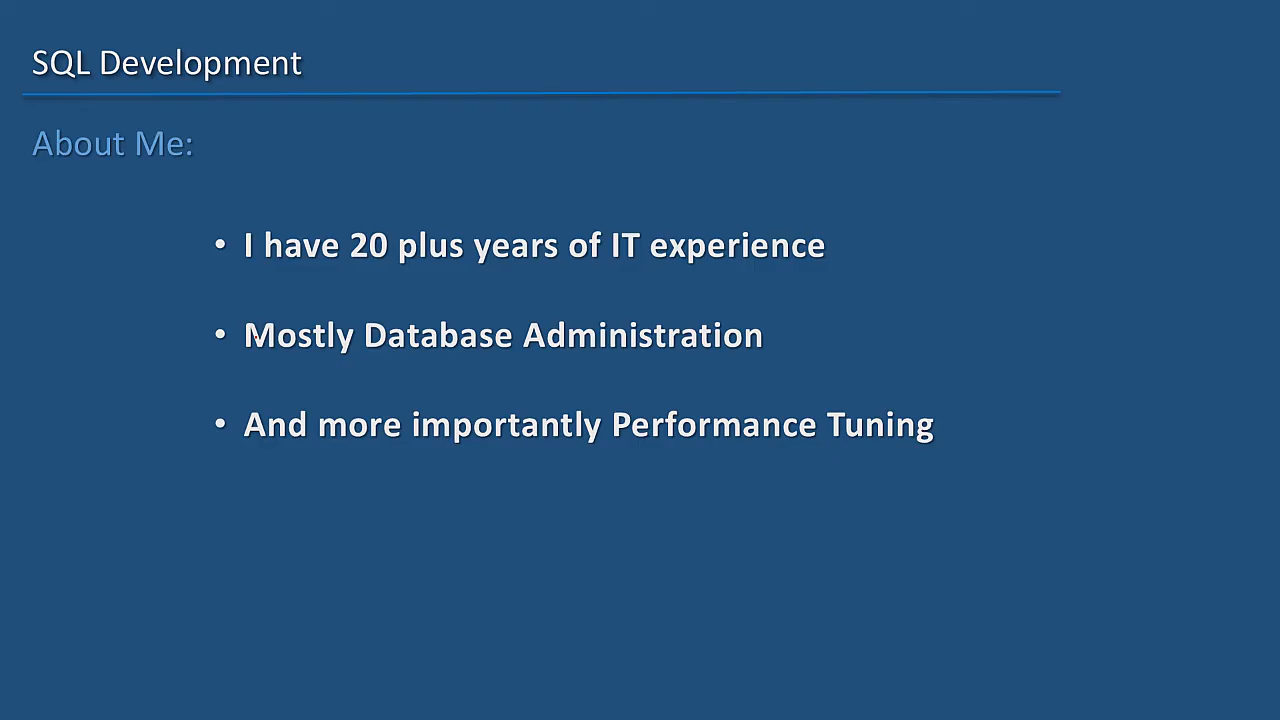 SQL Development
About Me:
• I have 20 plus years of IT experience
• Mostly Database Administration
• And more importantly Performance Tuning